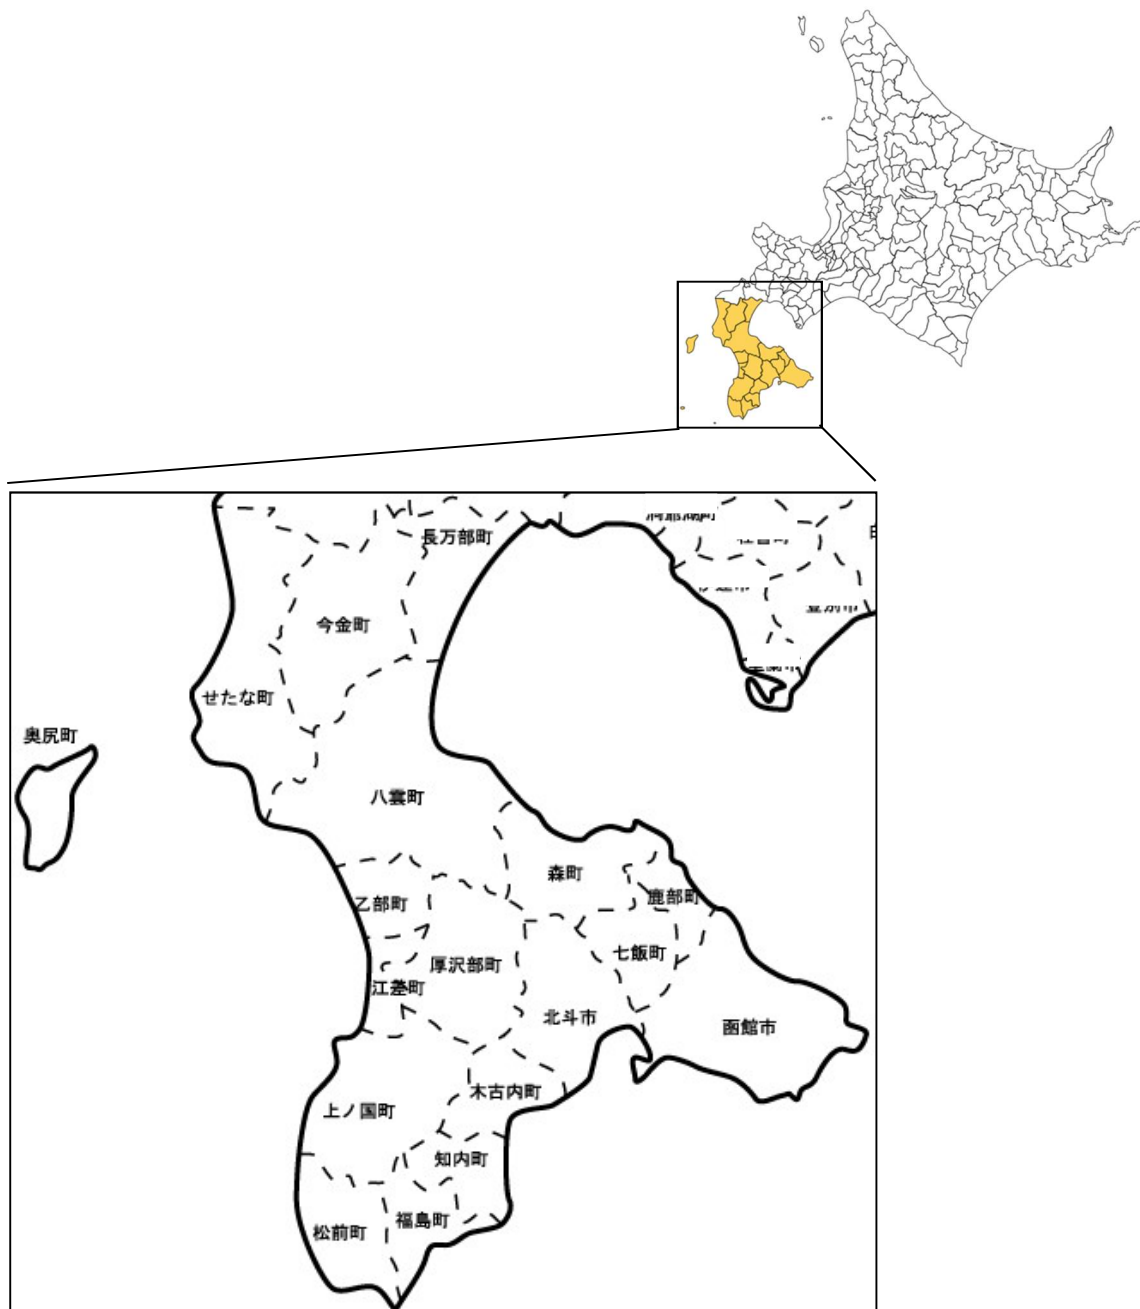 長万部町
今金町
せたな町
奥尻町
八雲町
森町
鹿部町
乙部町
七飯町
厚沢部町
江差町
北斗市
函館市
木古内町
上ノ国町
知内町
福島町
松前町